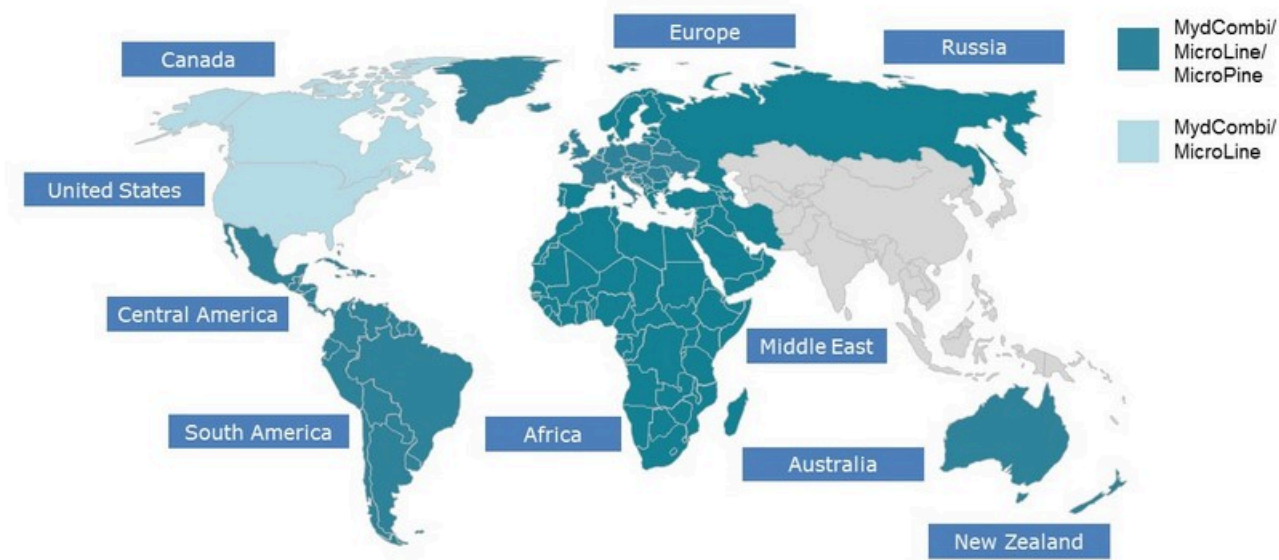 Europe
Russia
MydCombi/
MicroLine/
MicroPine
Canada
MydCombi/
MicroLine
United States
Central America
Middle East
South America
Africa
Australia
New Zealand